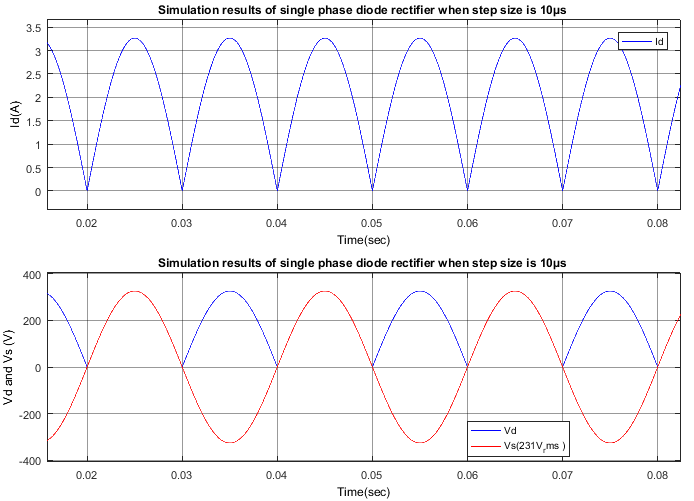 Simulation results of single phase diode rectifier when step size is 10µs
3.5
3
2.5
2
1.5
1
0.5
0
Id(A)
Id
0.02 0.03 0.04 0.05 0.06 0.07 0.08
Time(sec)
Simulation results of single phase diode rectifier when step size is 10µs
400
200
0
-200
-400
Vd and Vs (V)
Vd
Vs(231V_rms )
0.02 0.03 0.04 0.05 0.06 0.07 0.08
Time(sec)